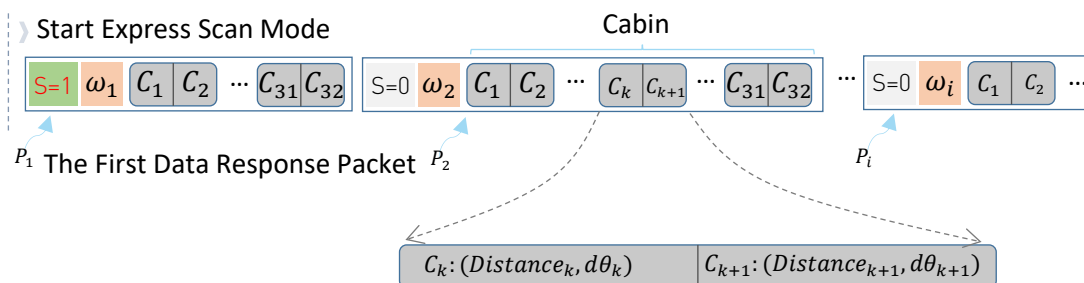 Start Express Scan Mode
Cabin
S=1 ω₁ C₁ C₂ ... C₃₁ C₃₂ S=0 ω₂ C₁ C₂ ... Cₖ Cₖ₊₁ ... C₃₁ C₃₂ ... S=0 ωᵢ C₁ C₂ ...
P₁ The First Data Response Packet P₂ Pᵢ
Cₖ: (Distanceₖ, dθₖ) Cₖ₊₁: (Distanceₖ₊₁, dθₖ₊₁)